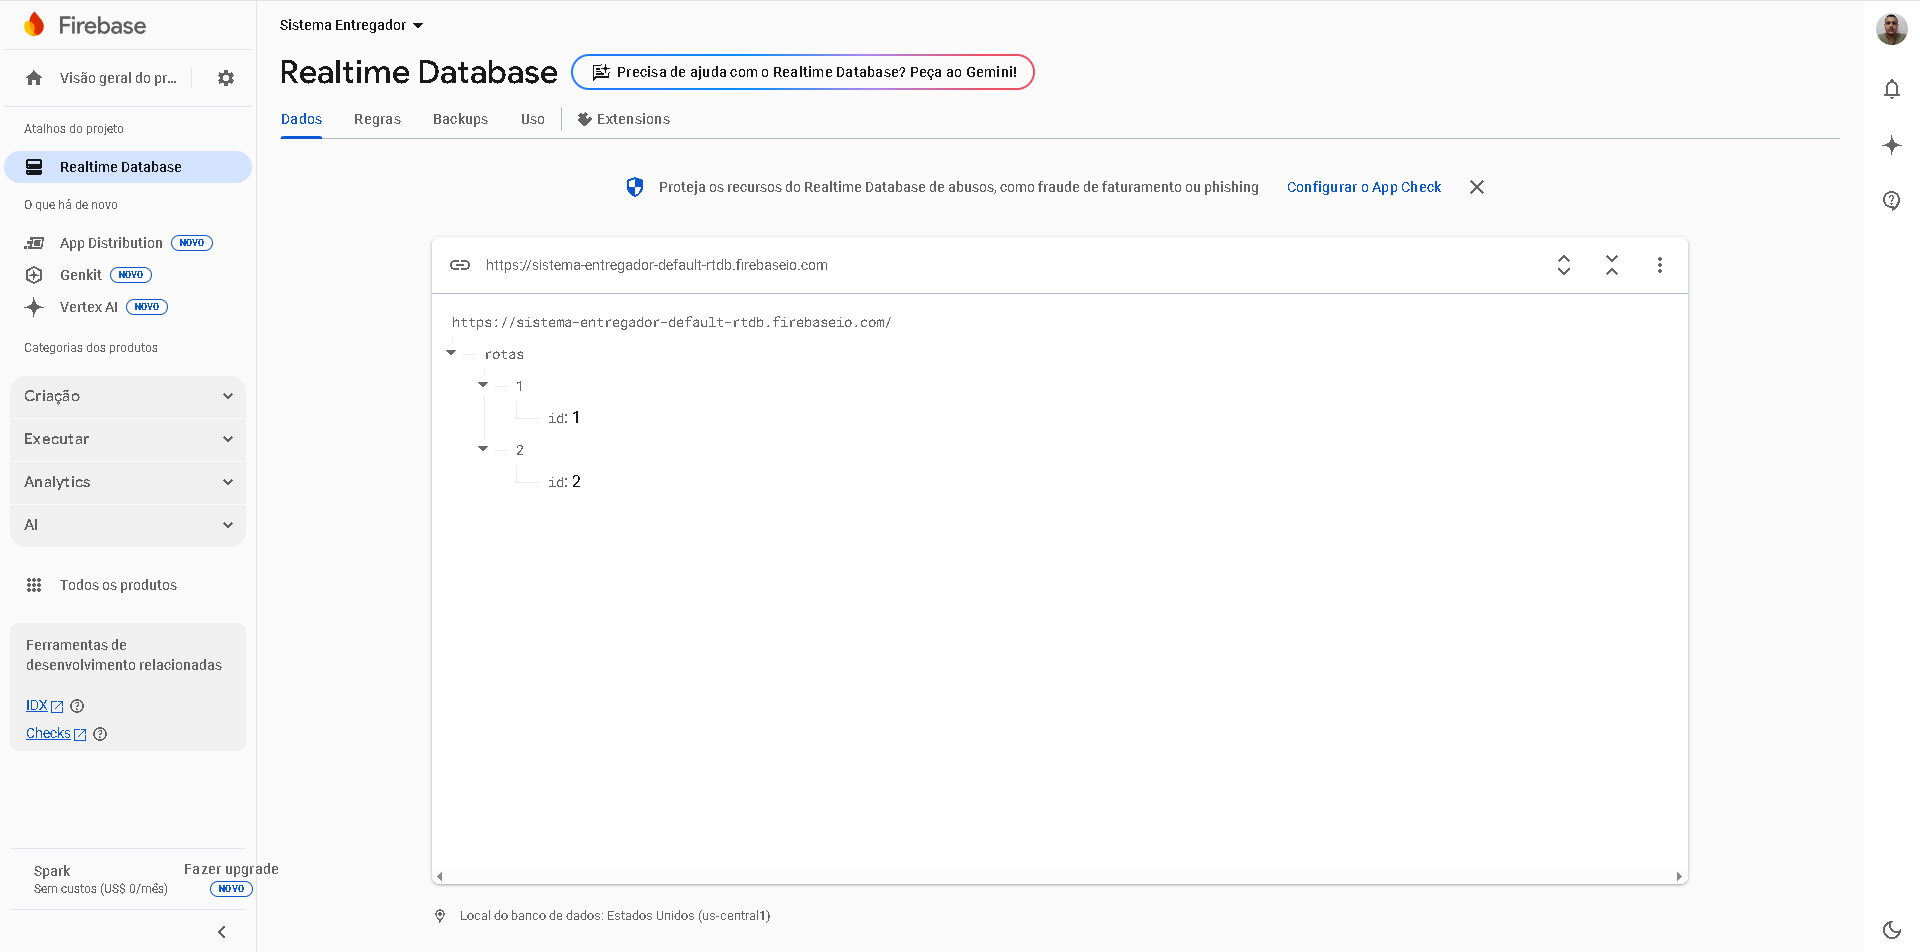 Firebase
Visão geral do pr...
Atalhos do projeto
Realtime Database
O que há de novo
App Distribution NOVO
Genkit NOVO
Vertex AI NOVO
Categorias dos produtos
Criação
Executar
Analytics
AI
Todos os produtos
Ferramentas de
desenvolvimento relacionadas
IDX
Checks
Spark
Sem custos (US$ 0/mês)
Fazer upgrade
NOVO
Sistema Entregador
Realtime Database
Precisa de ajuda com o Realtime Database? Peça ao Gemini!
Dados Regras Backups Uso Extensions
Proteja os recursos do Realtime Database de abusos, como fraude de faturamento ou phishing Configurar o App Check
https://sistema-entregador-default-rtdb.firebaseio.com
https://sistema-entregador-default-rtdb.firebaseio.com/
rotas
1
id: 1
2
id: 2
Local do banco de dados: Estados Unidos (us-central1)